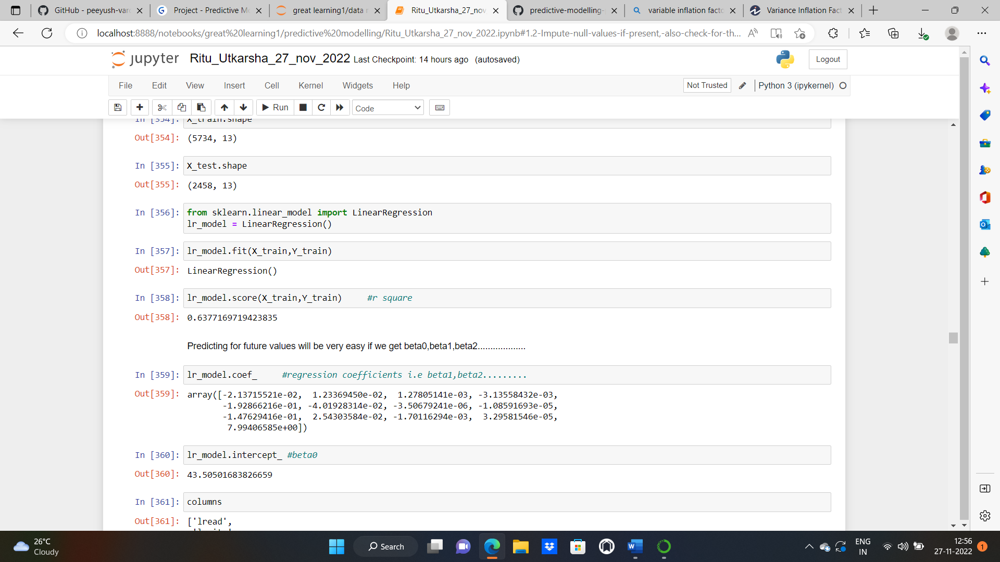 GitHub - peeyush-var
Project - Predictive Mo
great learning1/data m
Ritu_Utkarsha_27_nov
predictive-modelling-
variable inflation facto
Variance Inflation Fact
localhost:8888/notebooks/great%20learning1/predictive%20modelling/Ritu_Utkarsha_27_nov_2022.ipynb#1.2-Impute-null-values-if-present,-also-check-for-th...
jupyter Ritu_Utkarsha_27_nov_2022 Last Checkpoint: 14 hours ago (autosaved)
Logout
File Edit View Insert Cell Kernel Widgets Help
Not Trusted Python 3 (ipykernel)
Run Code
In [354]: X_train.shape
Out[354]: (5734, 13)
In [355]: X_test.shape
Out[355]: (2458, 13)
In [356]: from sklearn.linear_model import LinearRegression
lr_model = LinearRegression()
In [357]: lr_model.fit(X_train,Y_train)
Out[357]: LinearRegression()
In [358]: lr_model.score(X_train,Y_train) #r square
Out[358]: 0.6377169719423835
Predicting for future values will be very easy if we get beta0,beta1,beta2...................
In [359]: lr_model.coef_ #regression coefficients i.e beta1,beta2.........
Out[359]: array([-2.13715521e-02, 1.23369450e-02, 1.27805141e-03, -3.13558432e-03,
-1.92866216e-01, -4.01928314e-02, -3.50679241e-06, -1.08591693e-05,
-1.47629416e-01, 2.54303584e-02, -1.70116294e-03, 3.29581546e-05,
7.99406585e+00])
In [360]: lr_model.intercept_ #beta0
Out[360]: 43.50501683826659
In [361]: columns
Out[361]: ['lread',
26°C
Cloudy
Search
ENG
IN
12:56
27-11-2022
1